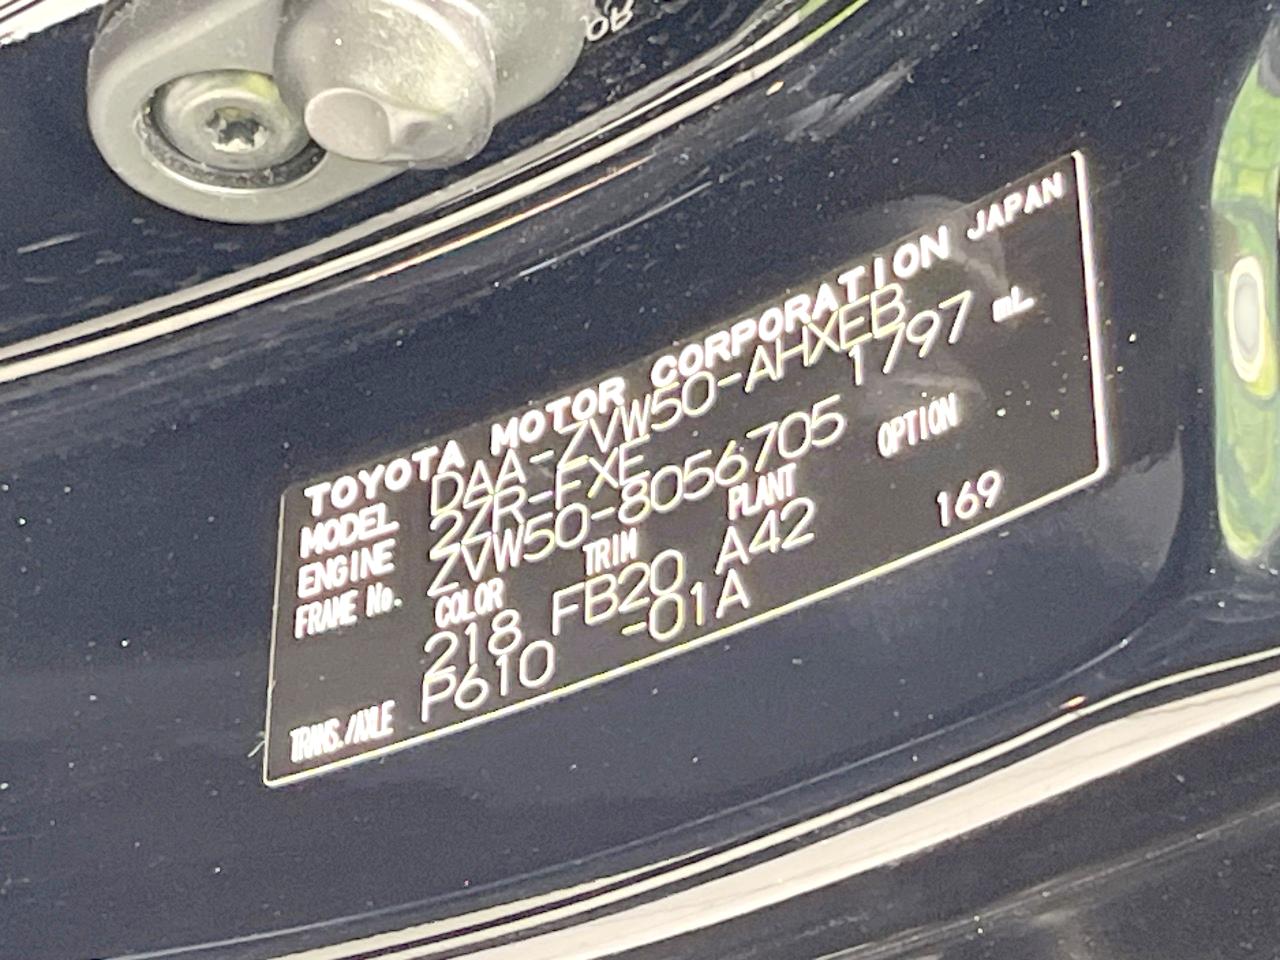 TOYOTA MOTOR CORPORATION JAPAN
MODEL DAA-ZVW50-AHXEB
ENGINE 2ZR-FXE 1797 mL
FRAME No. ZVW50-8056705
COLOR TRIM PLANT OPTION
218 FB20 A42
TRANS./AXLE P610 -01A 169